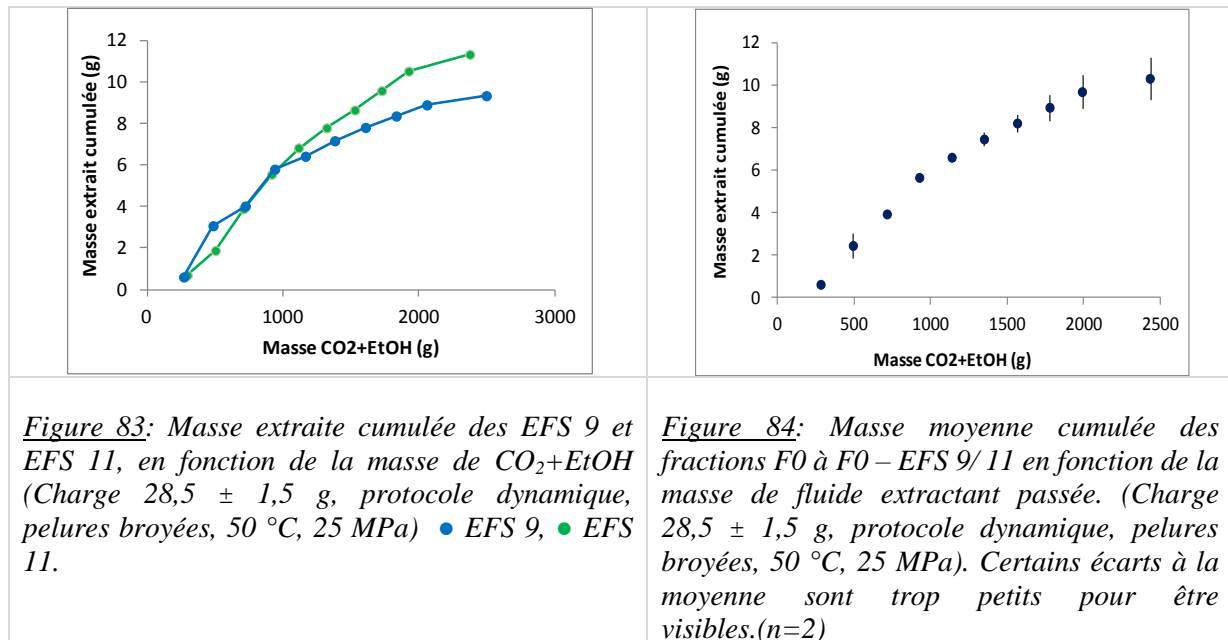 12
10
8
6
4
2
0
Masse extrait cumulée (g)
0 1000 2000 3000
Masse CO2+EtOH (g)
Figure 83: Masse extraite cumulée des EFS 9 et
EFS 11, en fonction de la masse de CO₂+EtOH
(Charge 28,5 ± 1,5 g, protocole dynamique,
pelures broyées, 50 °C, 25 MPa) ● EFS 9, ● EFS
11.
12
10
8
6
4
2
0
Masse extrait cumulée (g)
0 500 1000 1500 2000 2500
Masse CO2+EtOH (g)
Figure 84: Masse moyenne cumulée des
fractions F0 à F0 – EFS 9/ 11 en fonction de la
masse de fluide extractant passée. (Charge
28,5 ± 1,5 g, protocole dynamique, pelures
broyées, 50 °C, 25 MPa). Certains écarts à la
moyenne sont trop petits pour être
visibles.(n=2)